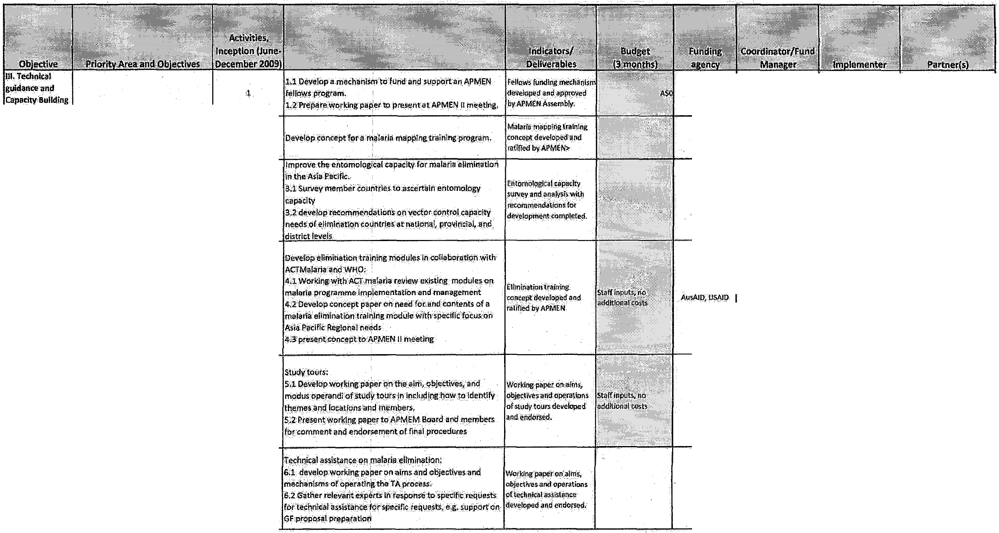 Objective
Priority Area and Objectives
Activities,
Inception (June-
December 2009)
Indicators/
Deliverables
Budget
(3 months)
Funding
agency
Coordinator/Fund
Manager
Implementer
Partner(s)
III. Technical
guidance and
Capacity Building
1
1.1 Develop a mechanism to fund and support an APMEN
fellows program.
1.2 Prepare working paper to present at APMEN II meeting.
Fellows funding mechanism
developed and approved
by APMEN Assembly.
A$0
Develop concept for a malaria mapping training program.
Malaria mapping training
concept developed and
ratified by APMEN>
Improve the entomological capacity for malaria elimination
in the Asia Pacific.
3.1 Survey member countries to ascertain entomology
capacity
3.2 develop recommendations on vector control capacity
needs of elimination countries at national, provincial, and
district levels
Entomological capacity
survey and analysis with
recommendations for
development completed.
Develop elimination training modules in collaboration with
ACTMalaria and WHO:
4.1 Working with ACT malaria review existing modules on
malaria programme implementation and management
4.2 Develop concept paper on need for and contents of a
malaria elimination training module with specific focus on
Asia Pacific Regional needs
4.3 present concept to APMEN II meeting
Elimination training
concept developed and
ratified by APMEN
Staff inputs, no
additional costs
AusAID, USAID
Study tours:
5.1 Develop working paper on the aim, objectives, and
modus operandi of study tours in including how to identify
themes and locations and members.
5.2 Present working paper to APMEM Board and members
for comment and endorsement of final procedures
Working paper on aims,
objectives and operations
of study tours developed
and endorsed.
Staff inputs, no
additional costs
Technical assistance on malaria elimination:
6.1 develop working paper on aims and objectives and
mechanisms of operating the TA process.
6.2 Gather relevant experts in response to specific requests
for technical assistance for specific requests, e.g. support on
GF proposal preparation
Working paper on aims,
objectives and operations
of technical assistance
developed and endorsed.